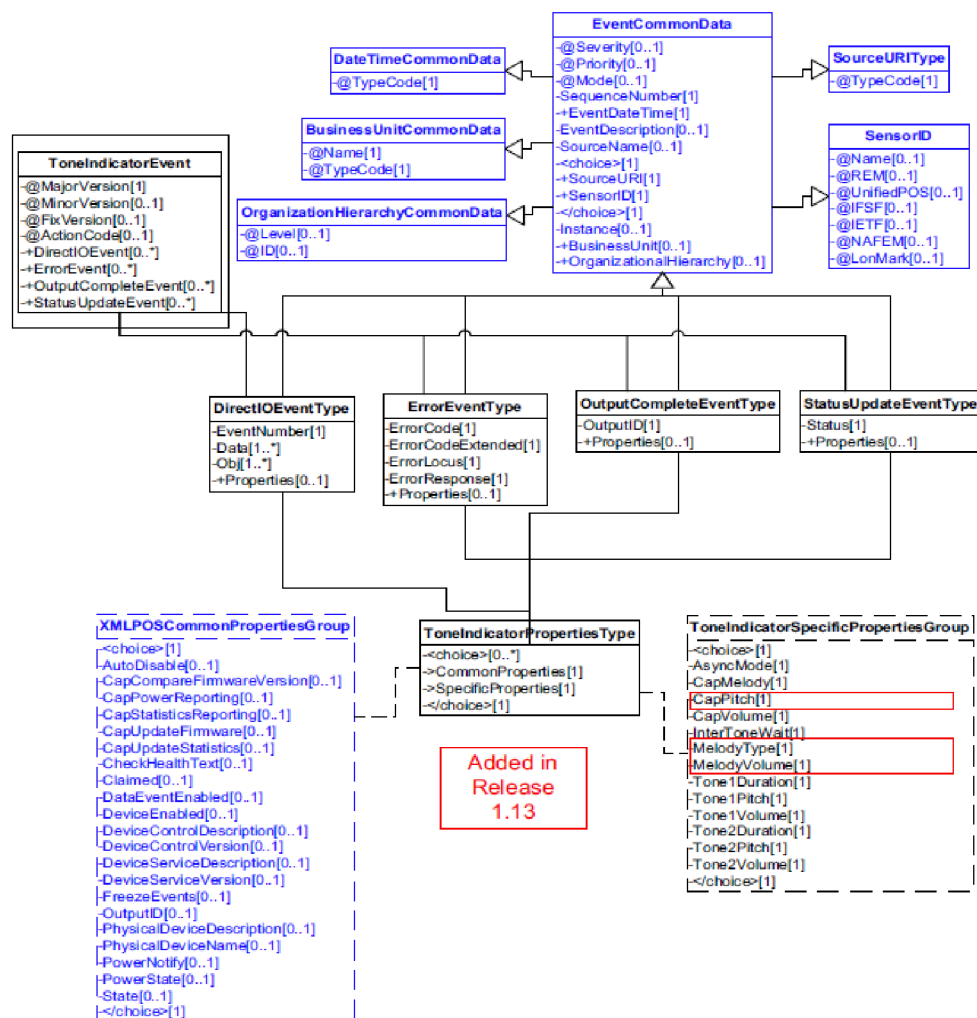 EventCommonData
-@Severity[0..1]
-@Priority[0..1]
-@Mode[0..1]
-SequenceNumber[1]
-+EventDateTime[1]
-EventDescription[0..1]
-SourceName[0..1]
-<choice>[1]
-+SourceURI[1]
-+SensorID[1]
-</choice>[1]
-Instance[0..1]
-+BusinessUnit[0..1]
-+OrganizationalHierarchy[0..1]
DateTimeCommonData
-@TypeCode[1]
BusinessUnitCommonData
-@Name[1]
-@TypeCode[1]
OrganizationHierarchyCommonData
-@Level[0..1]
-@ID[0..1]
SourceURIType
-@TypeCode[1]
SensorID
-@Name[0..1]
-@REM[0..1]
-@UnifiedPOS[0..1]
-@IFSF[0..1]
-@IETF[0..1]
-@NAFEM[0..1]
-@LonMark[0..1]
ToneIndicatorEvent
-@MajorVersion[1]
-@MinorVersion[0..1]
-@FixVersion[0..1]
-@ActionCode[0..1]
-+DirectIOEvent[0..*]
-+ErrorEvent[0..*]
-+OutputCompleteEvent[0..*]
-+StatusUpdateEvent[0..*]
DirectIOEventType
-EventNumber[1]
-Data[1..*]
-Obj[1..*]
-+Properties[0..1]
ErrorEventType
-ErrorCode[1]
-ErrorCodeExtended[1]
-ErrorLocus[1]
-ErrorResponse[1]
-+Properties[0..1]
OutputCompleteEventType
-OutputID[1]
-+Properties[0..1]
StatusUpdateEventType
-Status[1]
-+Properties[0..1]
XMLPOSCommonPropertiesGroup
-<choice>[1]
-AutoDisable[0..1]
-CapCompareFirmwareVersion[0..1]
-CapPowerReporting[0..1]
-CapStatisticsReporting[0..1]
-CapUpdateFirmware[0..1]
-CapUpdateStatistics[0..1]
-CheckHealthText[0..1]
-Claimed[0..1]
-DataEventEnabled[0..1]
-DeviceEnabled[0..1]
-DeviceControlDescription[0..1]
-DeviceControlVersion[0..1]
-DeviceServiceDescription[0..1]
-DeviceServiceVersion[0..1]
-FreezeEvents[0..1]
-OutputID[0..1]
-PhysicalDeviceDescription[0..1]
-PhysicalDeviceName[0..1]
-PowerNotify[0..1]
-PowerState[0..1]
-State[0..1]
-</choice>[1]
ToneIndicatorPropertiesType
-<choice>[0..*]
->CommonProperties[1]
->SpecificProperties[1]
-</choice>[1]
Added in
Release
1.13
ToneIndicatorSpecificPropertiesGroup
-<choice>[1]
-AsyncMode[1]
-CapMelody[1]
-CapPitch[1]
-CapVolume[1]
-InterToneWait[1]
-MelodyType[1]
-MelodyVolume[1]
-Tone1Duration[1]
-Tone1Pitch[1]
-Tone1Volume[1]
-Tone2Duration[1]
-Tone2Pitch[1]
-Tone2Volume[1]
-</choice>[1]